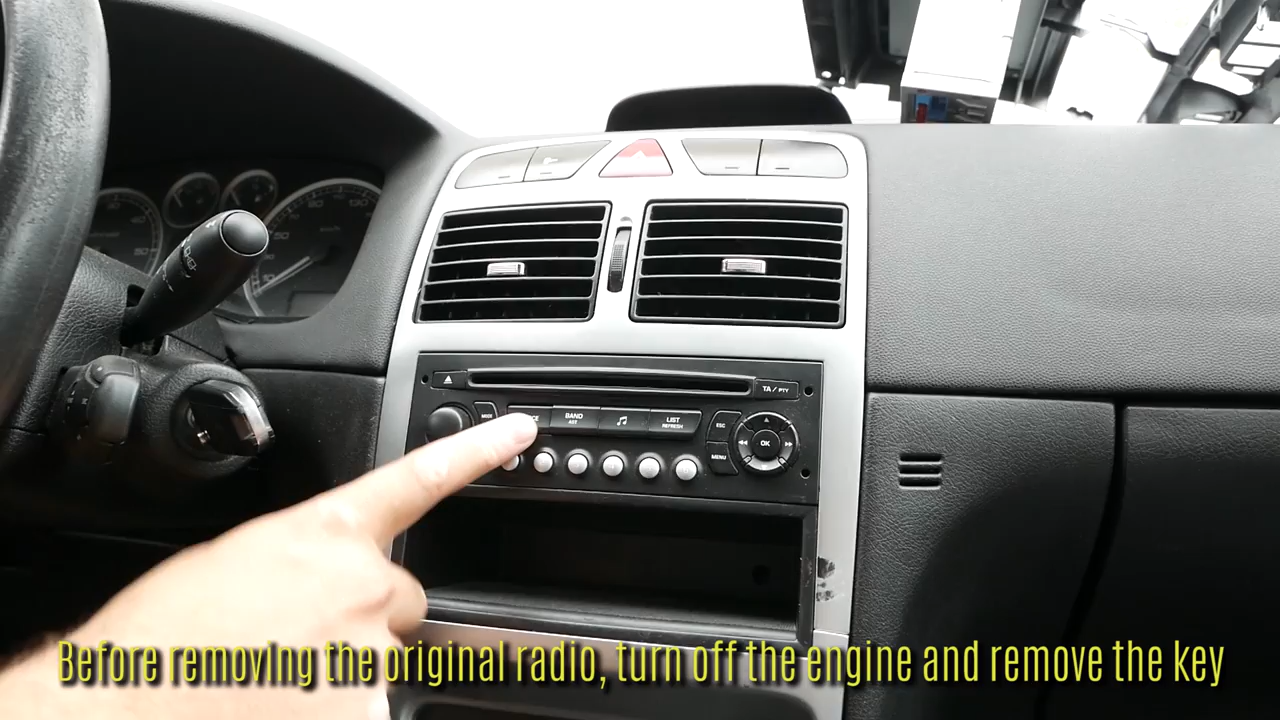 TA / PTY
MODE
BAND
AST
LIST
REFRESH
ESC
MENU
OK
Before removing the original radio, turn off the engine and remove the key